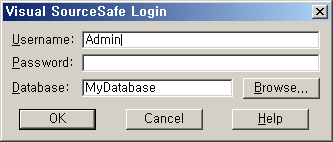 Visual SourceSafe Login
Username: Admin
Password:
Database: MyDatabase Browse...
OK Cancel Help